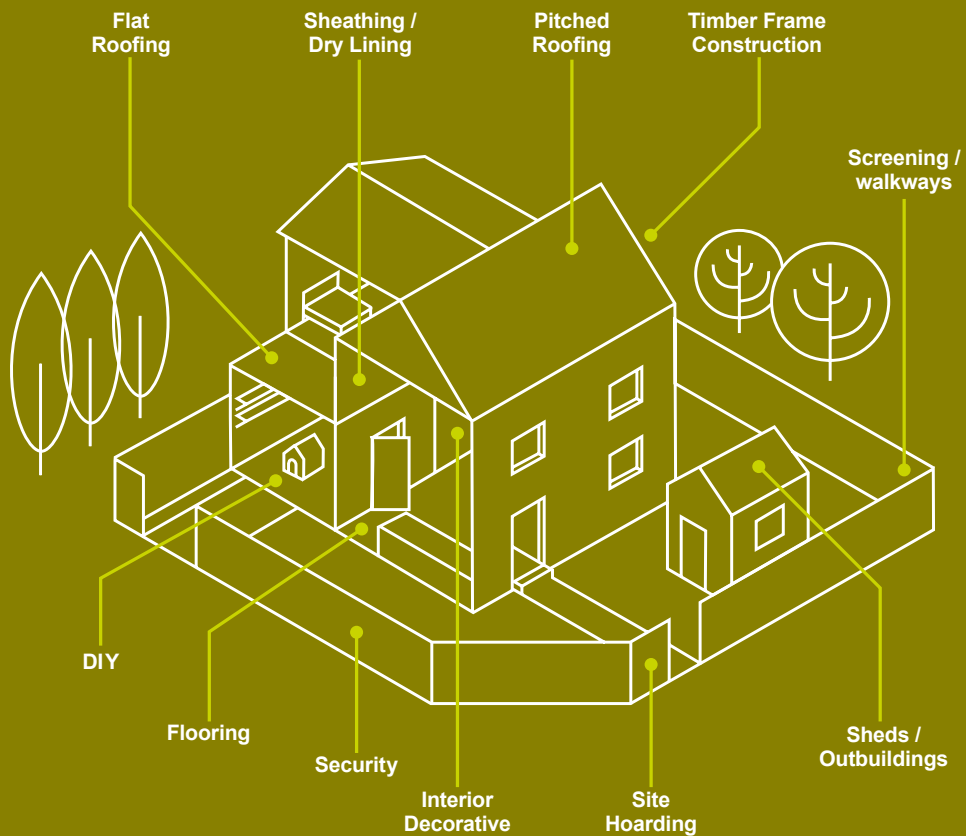 Flat
Roofing
Sheathing /
Dry Lining
Pitched
Roofing
Timber Frame
Construction
Screening /
walkways
DIY
Flooring
Security
Interior
Decorative
Site
Hoarding
Sheds /
Outbuildings